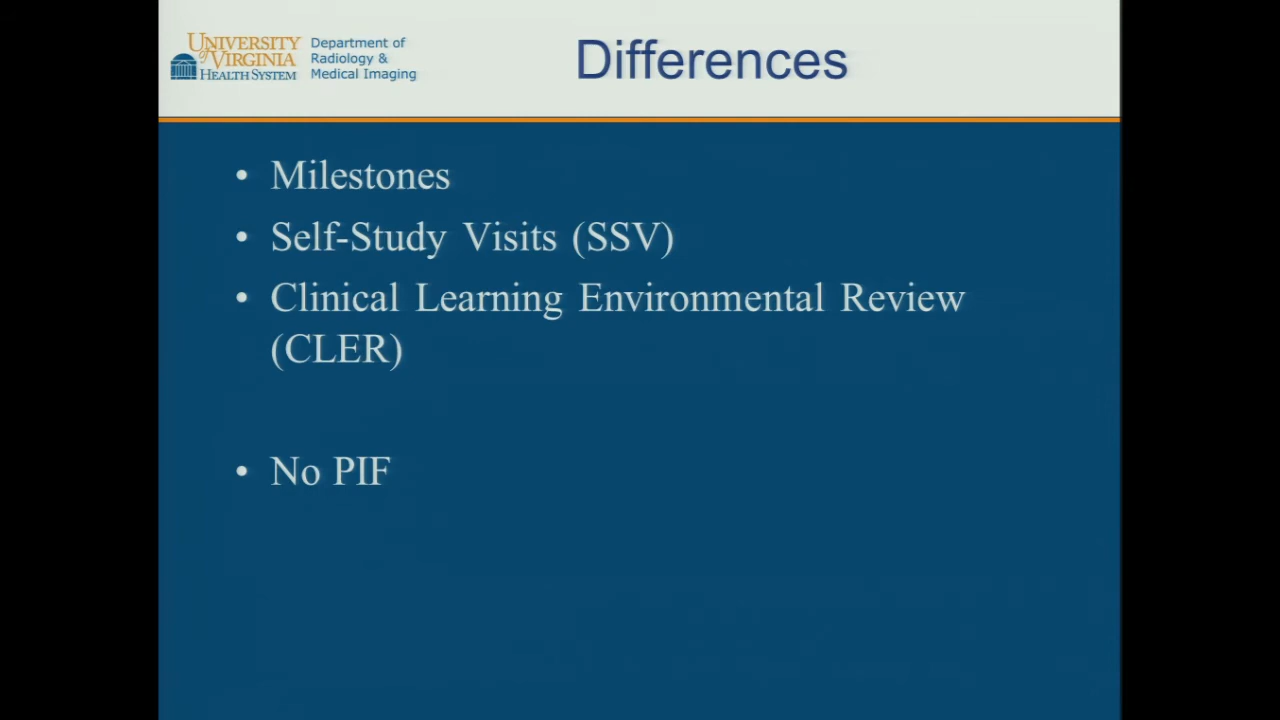 UNIVERSITY
of VIRGINIA
HEALTH SYSTEM
Department of
Radiology &
Medical Imaging
Differences
• Milestones
• Self-Study Visits (SSV)
• Clinical Learning Environmental Review
(CLER)
• No PIF